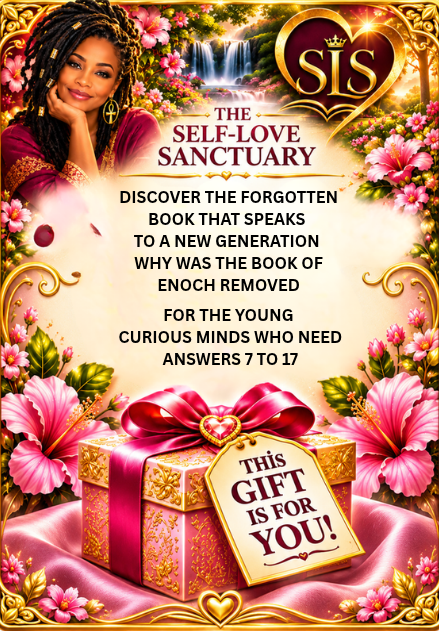 SLS
THE
SELF-LOVE
SANCTUARY
DISCOVER THE FORGOTTEN
BOOK THAT SPEAKS
TO A NEW GENERATION
WHY WAS THE BOOK OF
ENOCH REMOVED
FOR THE YOUNG
CURIOUS MINDS WHO NEED
ANSWERS 7 TO 17
THIS
GIFT
IS FOR
YOU!